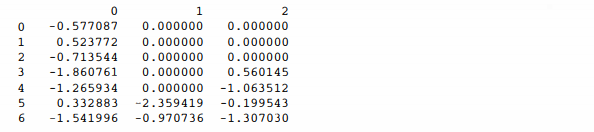 0         1         2
0 -0.577087  0.000000  0.000000
1  0.523772  0.000000  0.000000
2 -0.713544  0.000000  0.000000
3 -1.860761  0.000000  0.560145
4 -1.265934  0.000000 -1.063512
5  0.332883 -2.359419 -0.199543
6 -1.541996 -0.970736 -1.307030